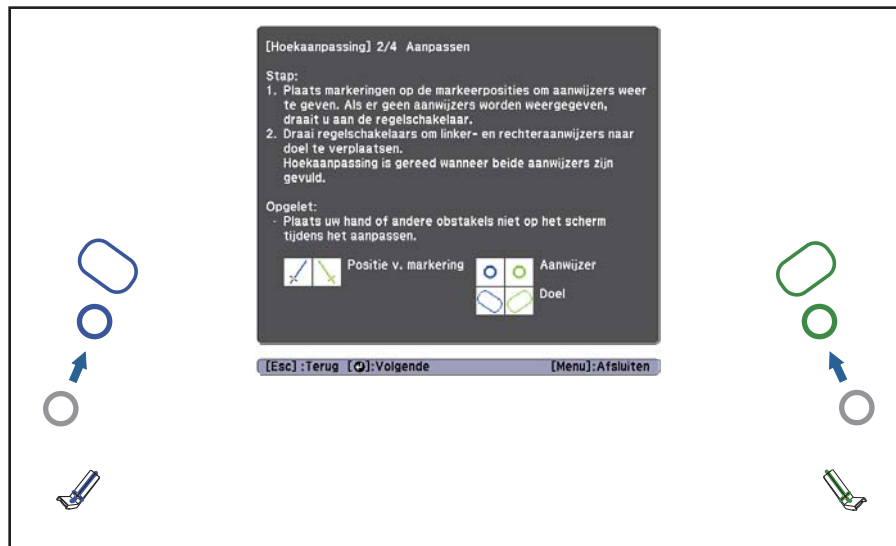 [Hoekaanpassing] 2/4 Aanpassen
Stap:
1. Plaats markeringen op de markeerposities om aanwijzers weer
te geven. Als er geen aanwijzers worden weergegeven,
draait u aan de regelschakelaar.
2. Draai regelschakelaars om linker- en rechteraanwijzers naar
doel te verplaatsen.
Hoekaanpassing is gereed wanneer beide aanwijzers zijn
gevuld.
Opgelet:
- Plaats uw hand of andere obstakels niet op het scherm
tijdens het aanpassen.
Positie v. markering
Aanwijzer
Doel
[Esc] :Terug [⏎]:Volgende [Menu]:Afsluiten